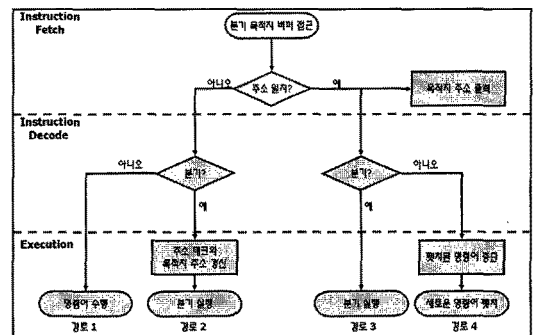 Instruction
Fetch
분기 목적지 버퍼 접근
아니오
주소 일치?
예
목적지 주소 출력
Instruction
Decode
아니오
분기?
예
분기?
아니오
예
Execution
주소 태그와
목적지 주소 갱신
펫치된 명령어 중단
명령어 수행
분기 실행
분기 실행
새로운 명령어 펫치
경로 1
경로 2
경로 3
경로 4